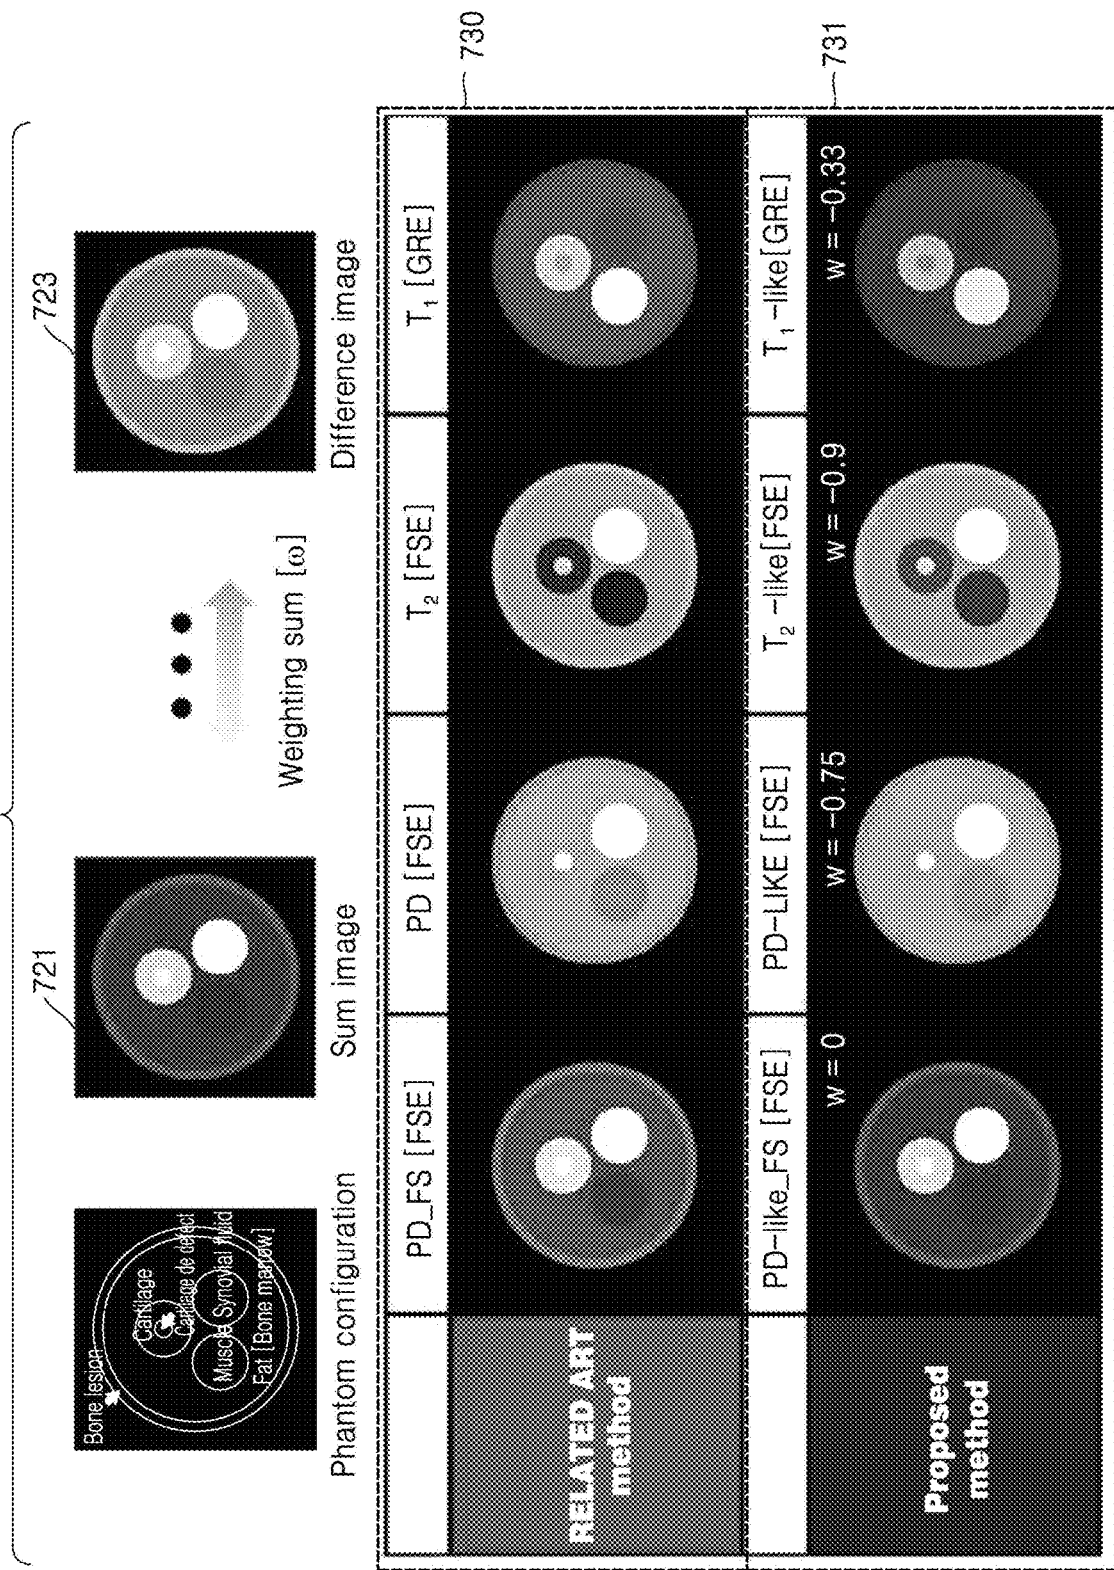 721
723
Bone lesion
Cartilage
Cartilage de defect
Muscle
Synovial fluid
Fat [Bone marrow]
Phantom configuration
Sum image
Weighting sum [ω]
Difference image
730
PD_FS [FSE]
PD [FSE]
T₂ [FSE]
T₁ [GRE]
RELATED ART
method
731
PD-like_FS [FSE]
PD-LIKE [FSE]
T₂ -like[FSE]
T₁ -like[GRE]
Proposed
method
w = 0
w = -0.75
w = -0.9
w = -0.33